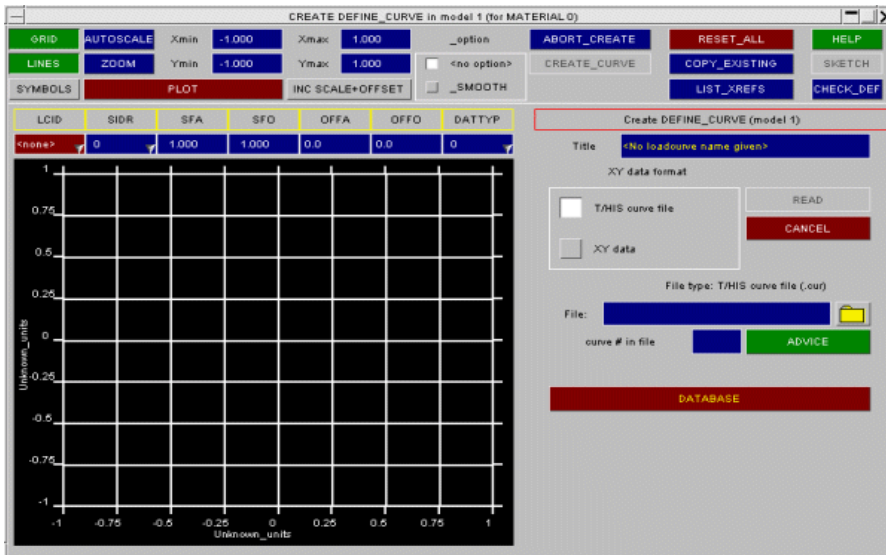 CREATE DEFINE_CURVE in model 1 (for MATERIAL 0)
GRID AUTOSCALE Xmin -1.000 Xmax 1.000 _option ABORT_CREATE RESET_ALL HELP
LINES ZOOM Ymin -1.000 Ymax 1.000 <no option> CREATE_CURVE COPY_EXISTING SKETCH
SYMBOLS PLOT INC SCALE+OFFSET _SMOOTH LIST_XREFS CHECK_DEF
LCID SIDR SFA SFO OFFA OFFO DATTYP
<none> 0 1.000 1.000 0.0 0.0 0
1
0.75
0.5
0.25
0
-0.25
-0.5
-0.75
-1
Unknown_units
-1 -0.75 -0.5 -0.25 0 0.25 0.5 0.75 1
Unknown_units
Create DEFINE_CURVE (model 1)
Title <No loadcurve name given>
XY data format
T/HIS curve file READ
CANCEL
XY data
File type: T/HIS curve file (.cur)
File:
curve # in file ADVICE
DATABASE